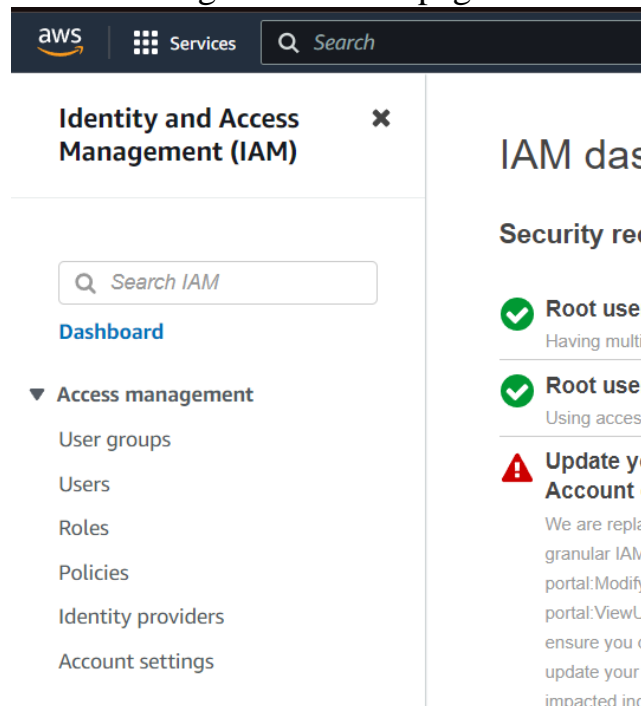 aws
Services
Search
Identity and Access
Management (IAM)
Search IAM
Dashboard
Access management
User groups
Users
Roles
Policies
Identity providers
Account settings
IAM das
Security re
Root use
Having multi
Root use
Using acces
Update y
Account
We are repla
granular IAM
portal:Modify
portal:ViewU
ensure you
update your
impacted inc